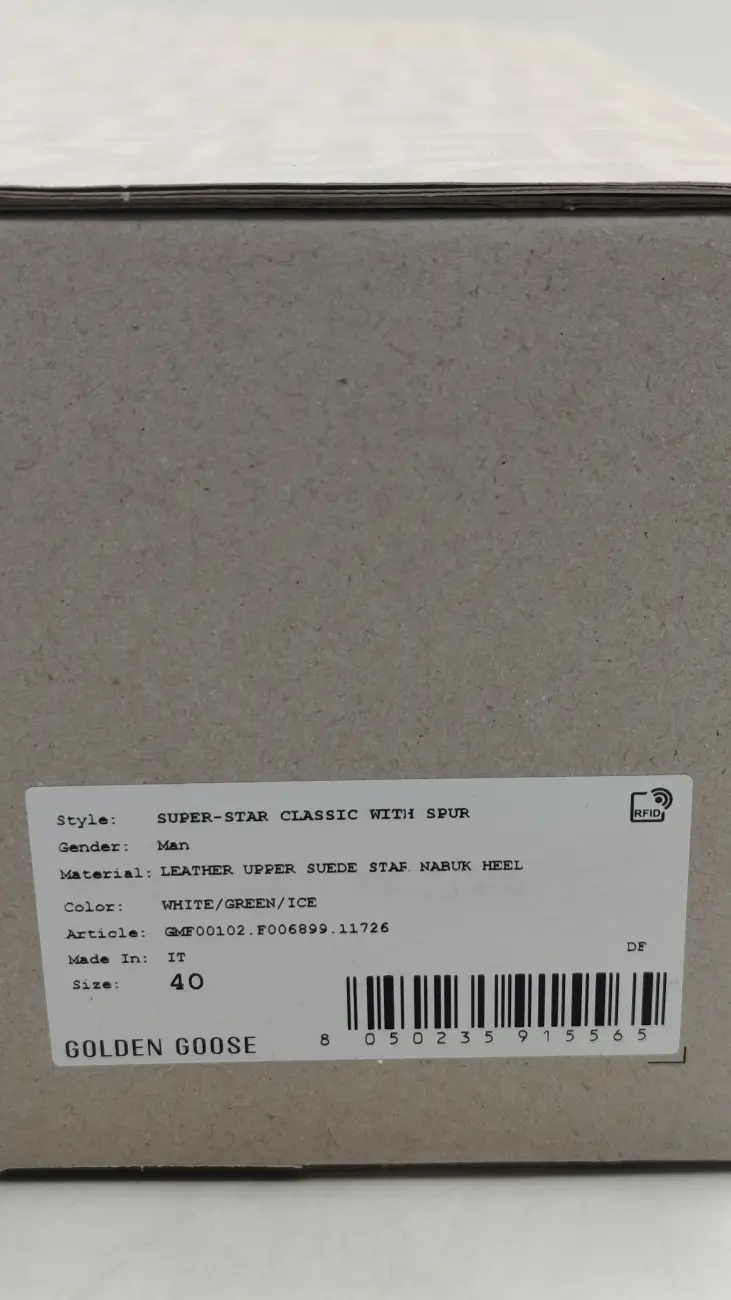 RFID
Style: SUPER-STAR CLASSIC WITH SPUR
Gender: Man
Material: LEATHER UPPER SUEDE STAR NABUK HEEL
Color: WHITE/GREEN/ICE
Article: GMF00102.F006899.11726
Made In: IT
DF
Size: 40
8 050235 915565
GOLDEN GOOSE